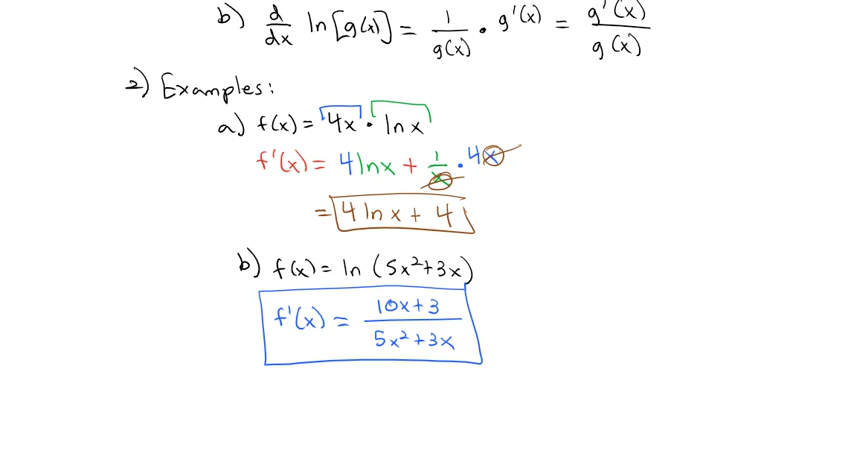 b) d/dx ln[g(x)] = 1/g(x) • g'(x) = g'(x)/g(x)
2) Examples:
a) f(x) = 4x • ln x
f'(x) = 4 ln x + 1/x • 4x
= 4 ln x + 4
b) f(x) = ln (5x² + 3x)
f'(x) = 10x + 3 / 5x² + 3x